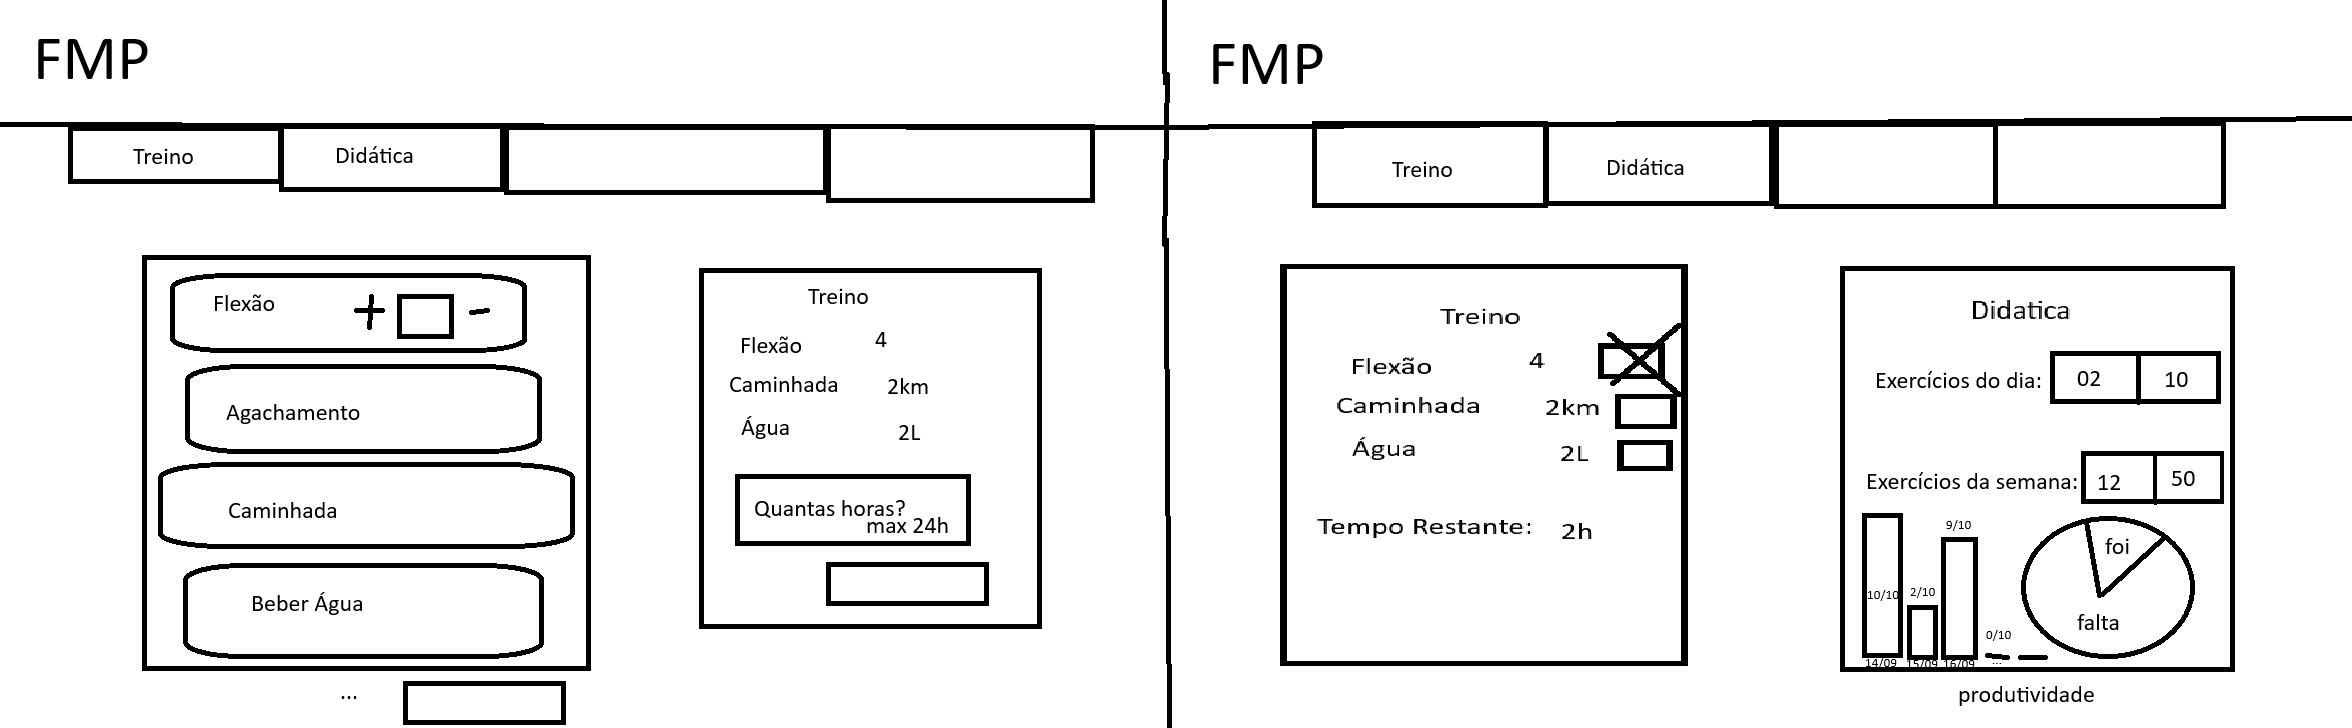 FMP
Treino
Didática
Flexão + -
Agachamento
Caminhada
Beber Água
...
Treino
Flexão 4
Caminhada 2km
Água 2L
Quantas horas?
max 24h
FMP
Treino
Didática
Treino
Flexão 4
Caminhada 2km
Água 2L
Tempo Restante: 2h
Didatica
Exercícios do dia: 02 10
Exercícios da semana: 12 50
10/10
2/10
9/10
0/10
14/09
15/09
16/09
...
foi
falta
produtividade